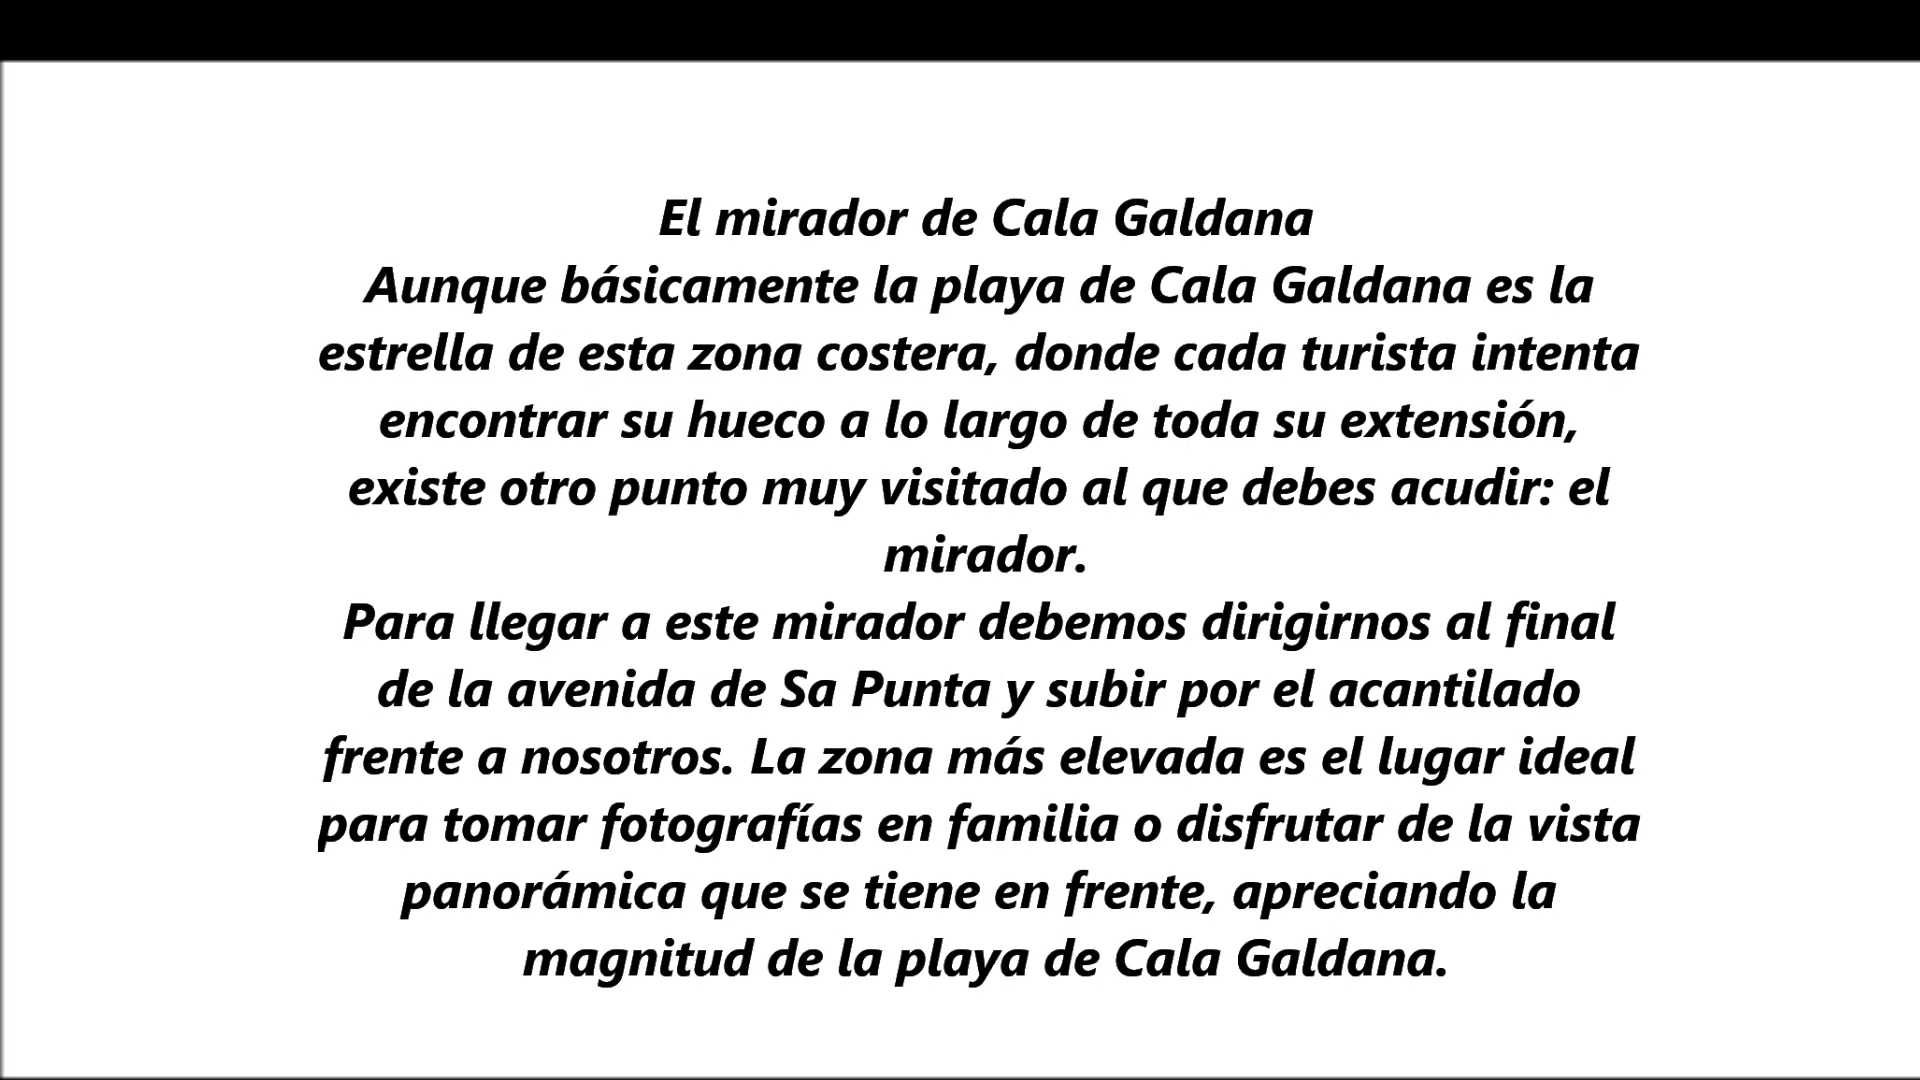 El mirador de Cala Galdana
Aunque básicamente la playa de Cala Galdana es la
estrella de esta zona costera, donde cada turista intenta
encontrar su hueco a lo largo de toda su extensión,
existe otro punto muy visitado al que debes acudir: el
mirador.
Para llegar a este mirador debemos dirigirnos al final
de la avenida de Sa Punta y subir por el acantilado
frente a nosotros. La zona más elevada es el lugar ideal
para tomar fotografías en familia o disfrutar de la vista
panorámica que se tiene en frente, apreciando la
magnitud de la playa de Cala Galdana.